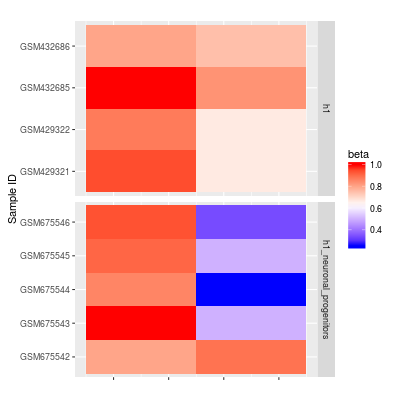 GSM432686
GSM432685
GSM429322
GSM429321
h1
GSM675546
GSM675545
GSM675544
GSM675543
GSM675542
h1_neuronal_progenitors
Sample ID
beta
1.0
0.8
0.6
0.4